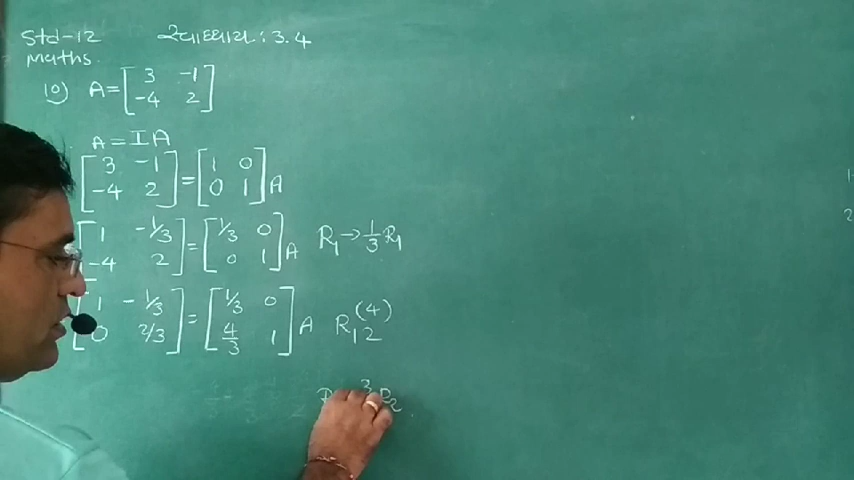 Std-12 સ્વાધ્યાય : 3.4
Maths.
10) A = [ 3 -1
-4 2 ]
A = IA
[ 3 -1
-4 2 ] = [ 1 0
0 1 ] A
[ 1 -1/3
-4 2 ] = [ 1/3 0
0 1 ] A R₁ → 1/3 R₁
[ 1 -1/3
0 2/3 ] = [ 1/3 0
4/3 1 ] A R₁₂(4)
3 R₂